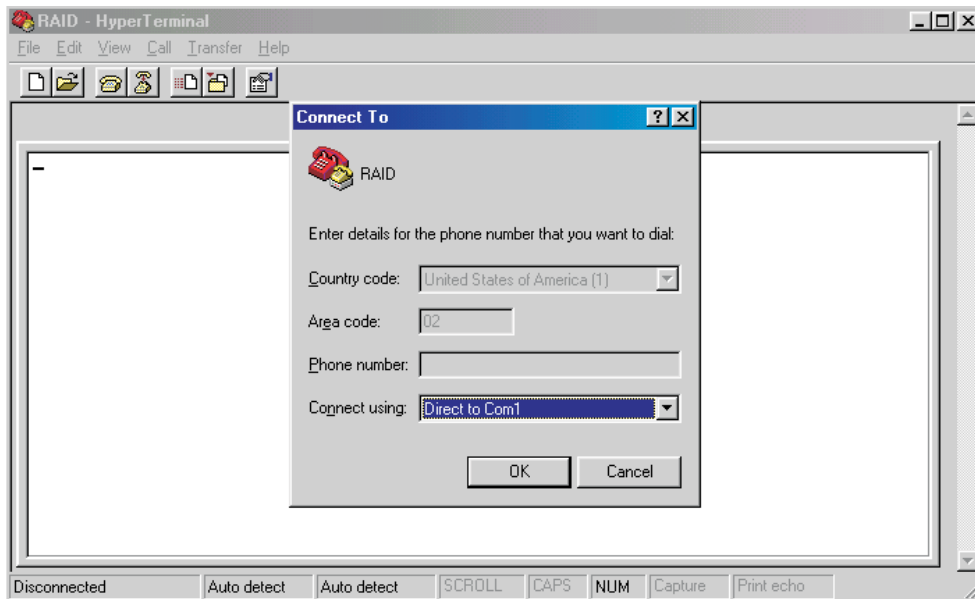 RAID - HyperTerminal
File Edit View Call Transfer Help
Connect To
RAID
Enter details for the phone number that you want to dial:
Country code: United States of America (1)
Area code: 02
Phone number:
Connect using: Direct to Com1
OK Cancel
Disconnected Auto detect Auto detect SCROLL CAPS NUM Capture Print echo